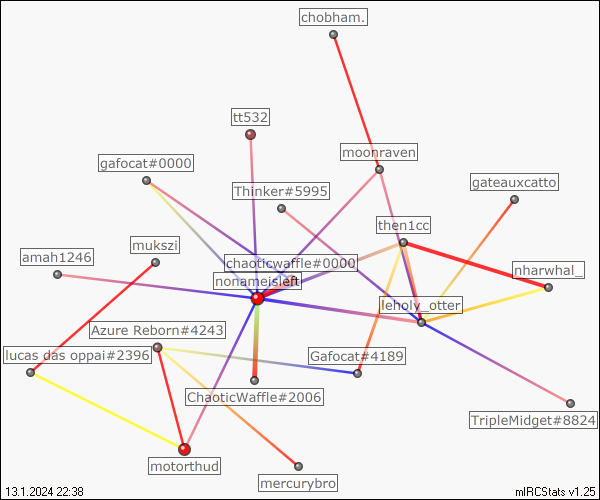 chobham.
tt532
moonraven
gafocat#0000
Thinker#5995
gateauxcatto
then1cc
mukszi
amah1246
chaoticwaffle#0000
nharwhal_
nonameisleft
leholy_otter
Azure Reborn#4243
lucas das oppai#2396
Gafocat#4189
ChaoticWaffle#2006
TripleMidget#8824
motorthud
mercurybro
13.1.2024 22:38
mIRCStats v1.25